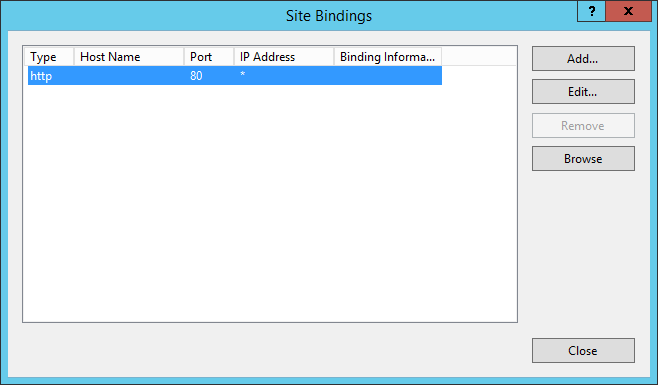 Site Bindings
? X
Type Host Name Port IP Address Binding Informa...
http 80 *
Add...
Edit...
Remove
Browse
Close